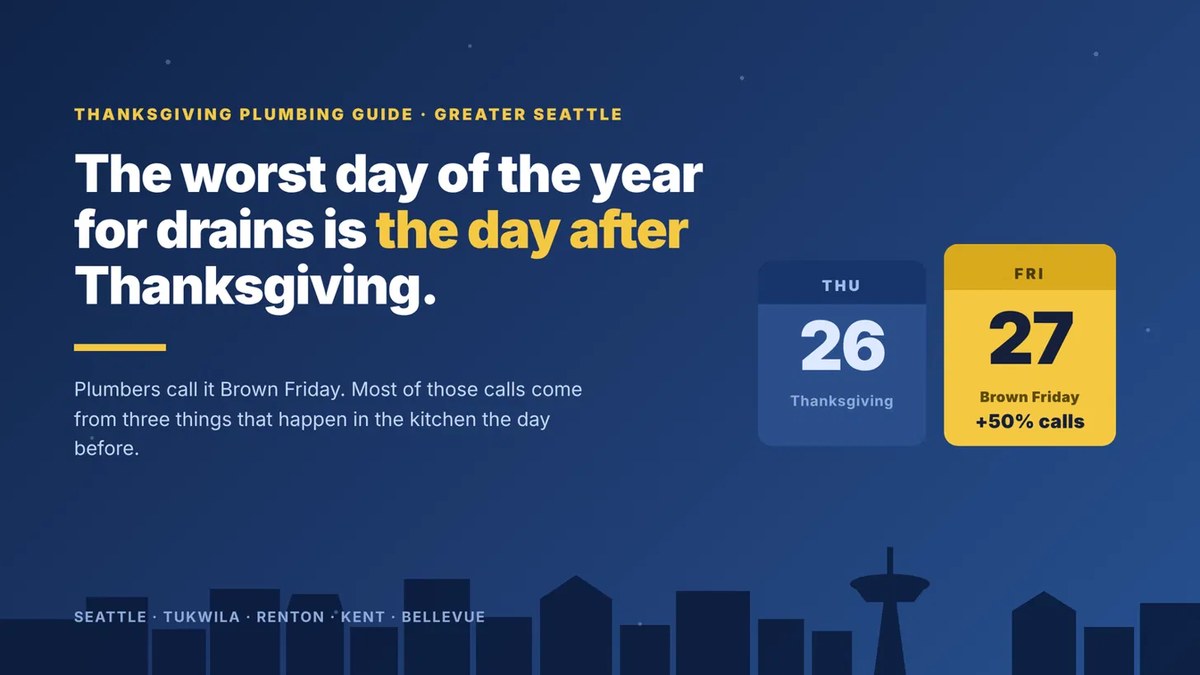 THANKSGIVING PLUMBING GUIDE · GREATER SEATTLE
The worst day of the year
for drains is the day after
Thanksgiving.
Plumbers call it Brown Friday. Most of those calls come
from three things that happen in the kitchen the day
before.
THU
26
Thanksgiving
FRI
27
Brown Friday
+50% calls
SEATTLE · TUKWILA · RENTON · KENT · BELLEVUE